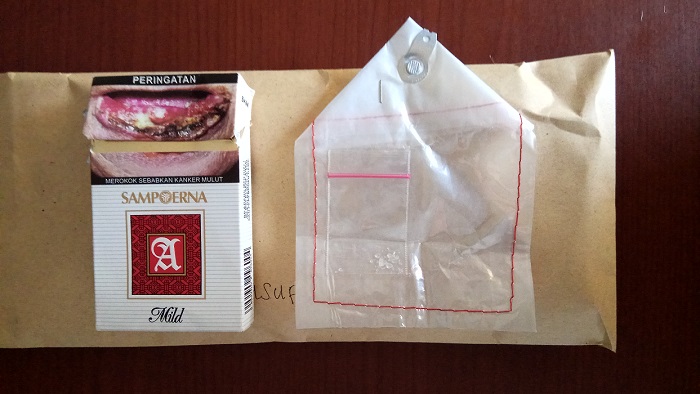 PERINGATAN
MEROKOK SEBABKAN KANKER MULUT
SAMPOERNA
A
Mild